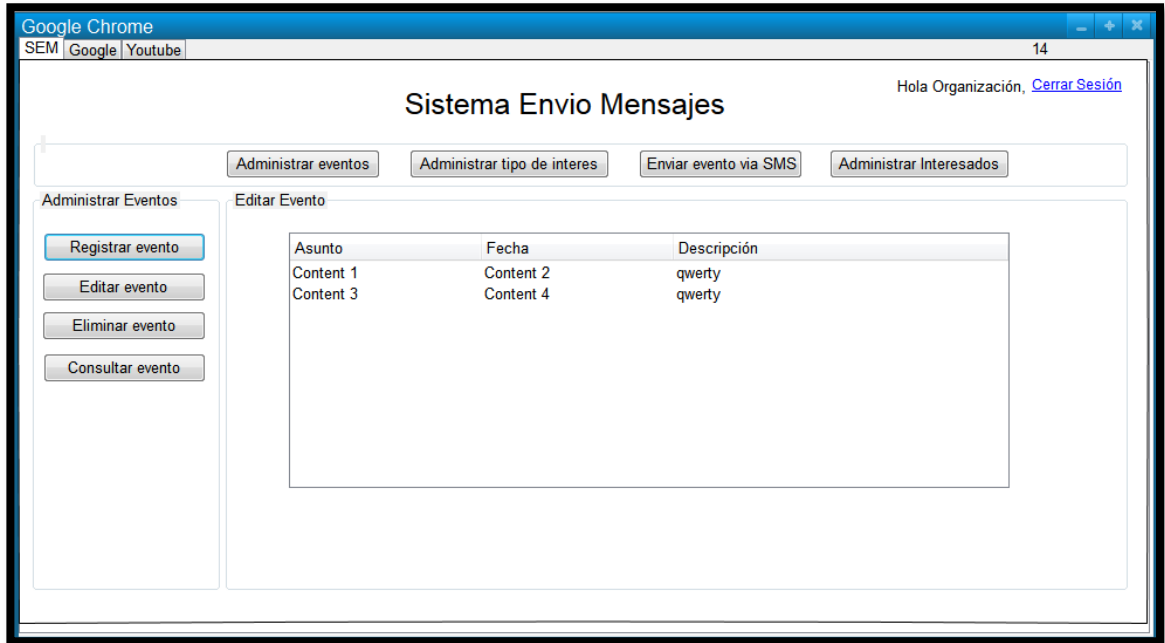 Google Chrome
SEM Google Youtube 14
Hola Organización, Cerrar Sesión
Sistema Envio Mensajes
Administrar eventos Administrar tipo de interes Enviar evento via SMS Administrar Interesados
Administrar Eventos Editar Evento
Registrar evento
Asunto Fecha Descripción
Content 1 Content 2 qwerty
Editar evento
Content 3 Content 4 qwerty
Eliminar evento
Consultar evento